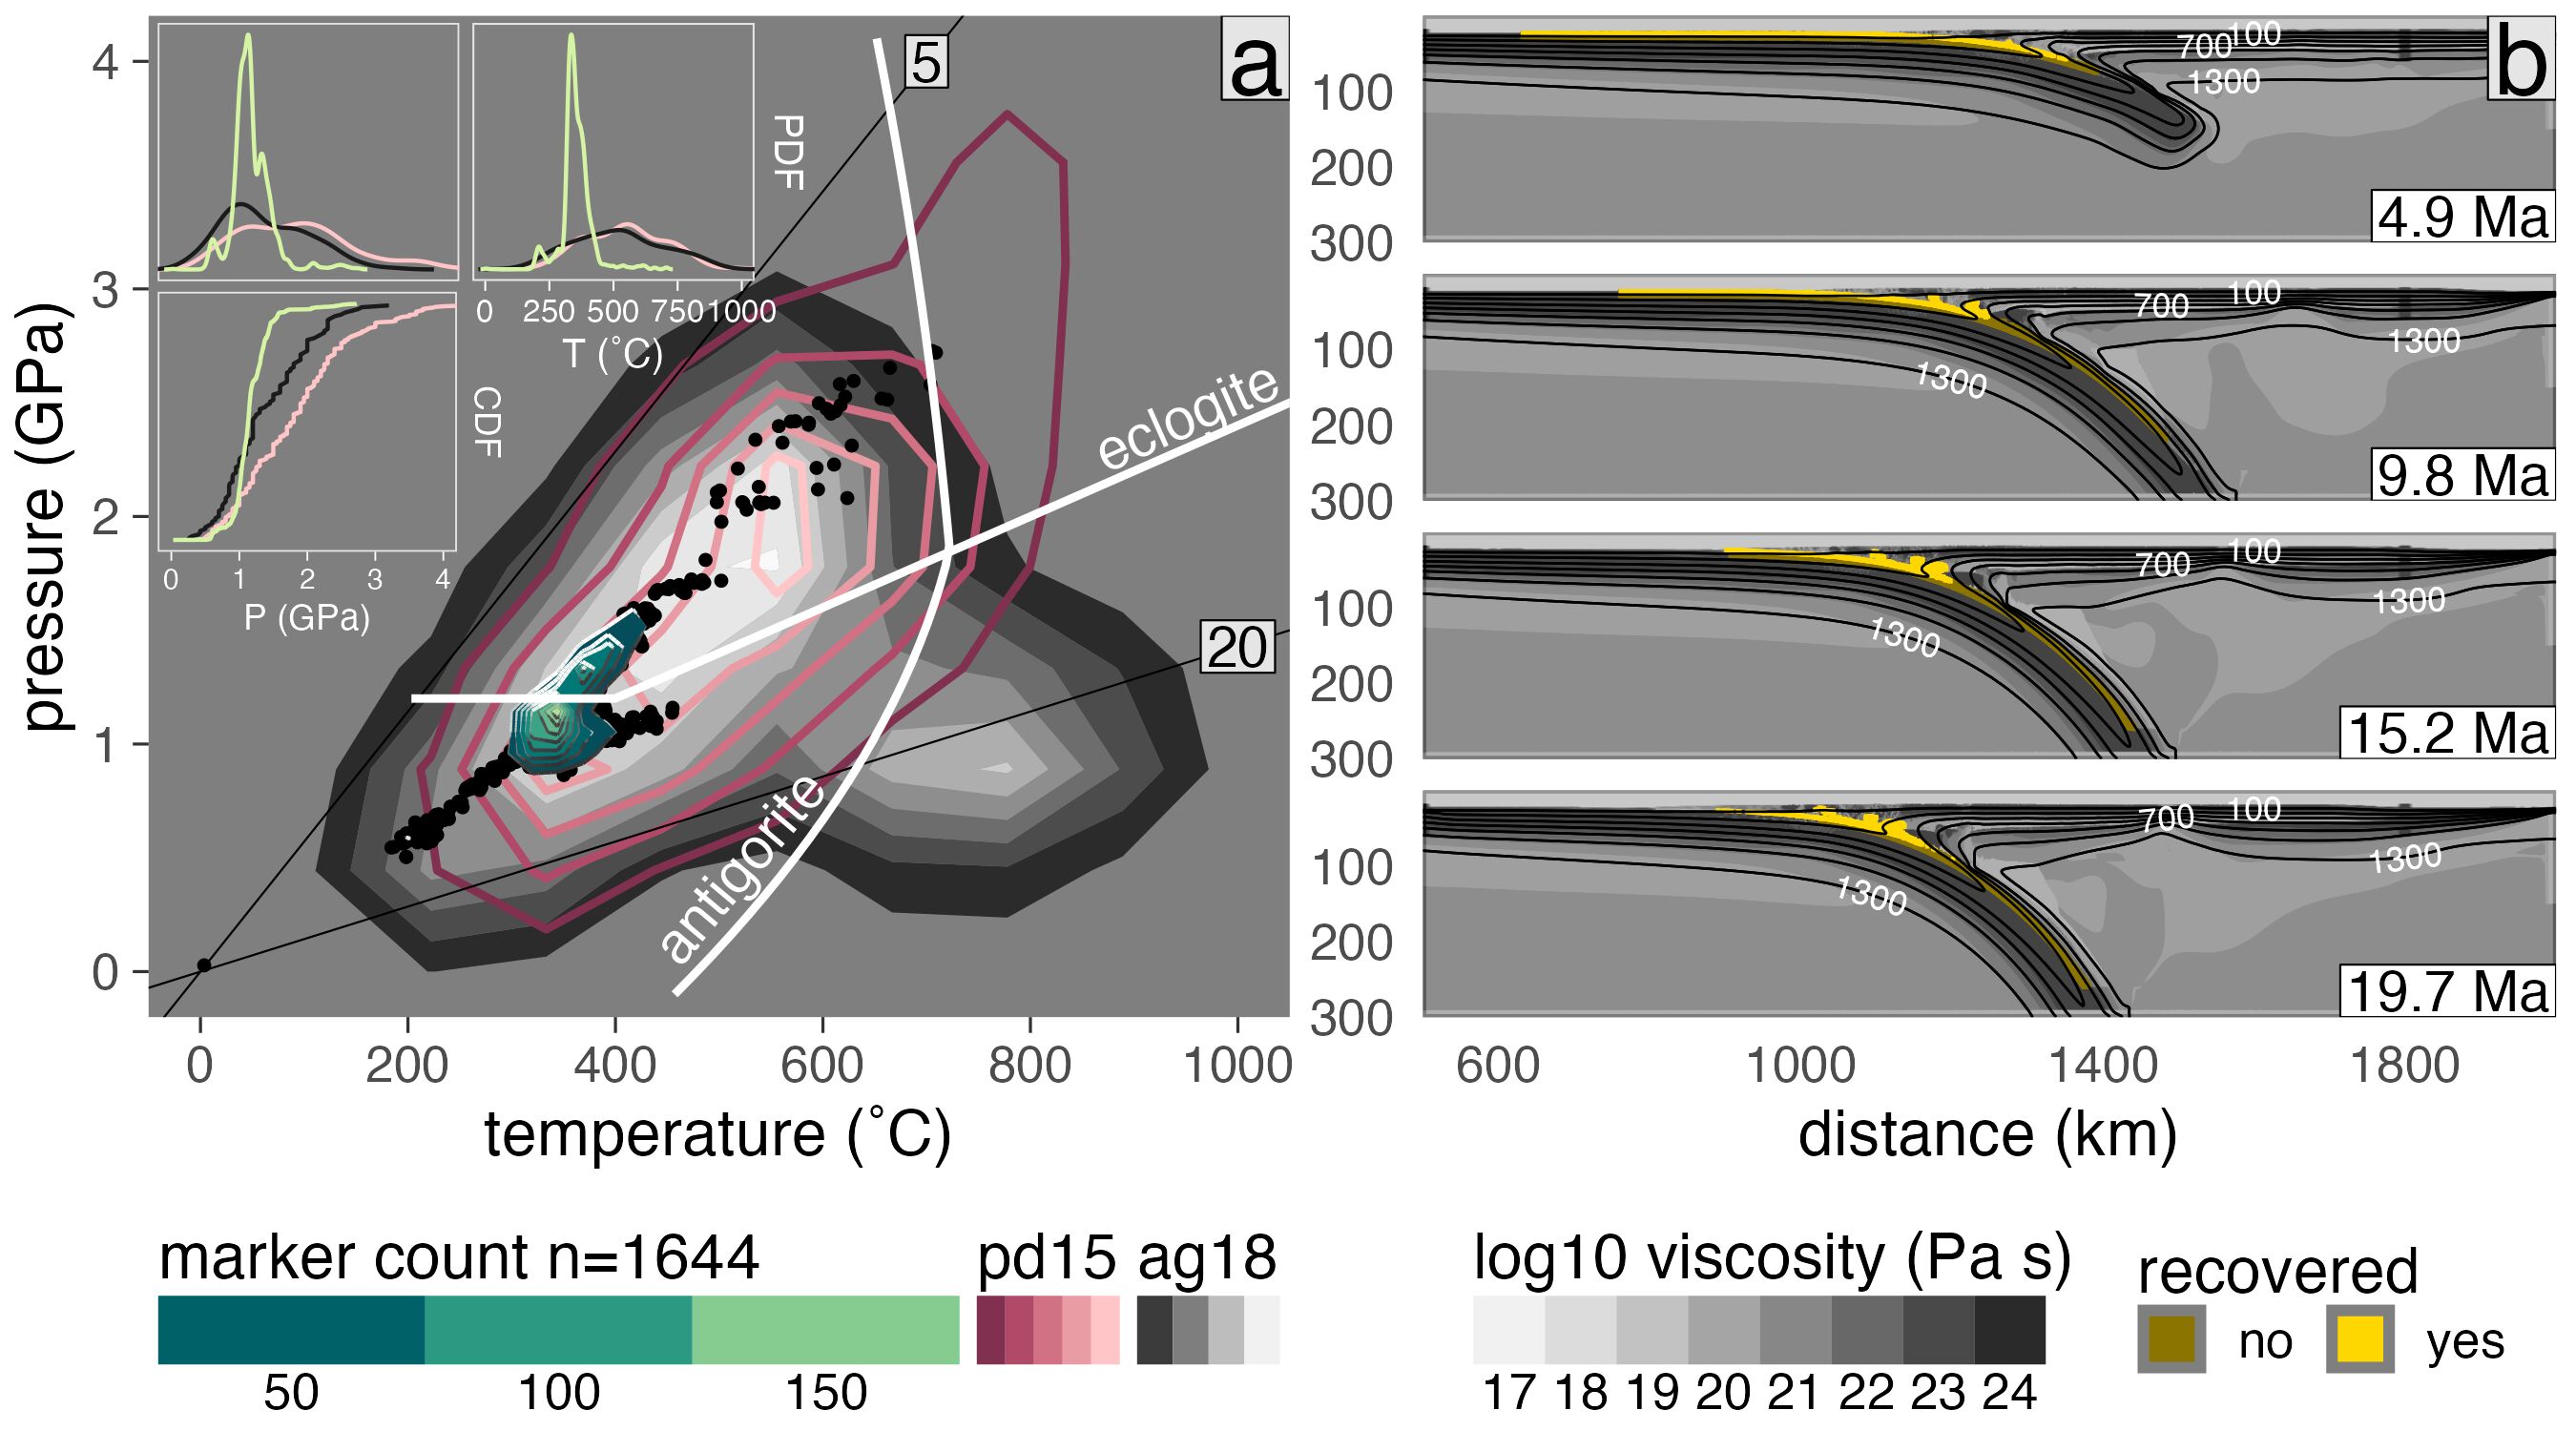 a
5
20
eclogite
antigorite
PDF
0 250 500 750 1000
T (˚C)
CDF
0 1 2 3 4
P (GPa)
pressure (GPa)
4
3
2
1
0
0 200 400 600 800 1000
temperature (˚C)
b
700 100
1300
100
200
300
4.9 Ma
700 100
1300
1300
100
200
300
9.8 Ma
700 100
1300
1300
100
200
300
15.2 Ma
700 100
1300
1300
100
200
300
19.7 Ma
600 1000 1400 1800
distance (km)
marker count n=1644
50 100 150
pd15 ag18
log10 viscosity (Pa s)
17 18 19 20 21 22 23 24
recovered
no yes